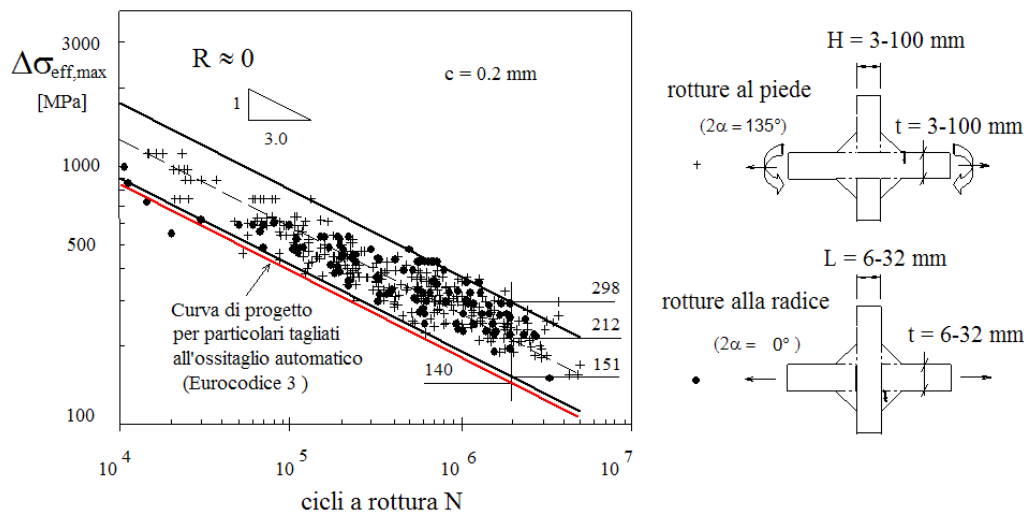 3000
Δσeff,max
[MPa]
1000
500
100
R ≈ 0
1
3.0
c = 0.2 mm
Curva di progetto
per particolari tagliati
all'ossitaglio automatico
(Eurocodice 3 )
298
212
151
140
10^4
10^5
10^6
10^7
cicli a rottura N
H = 3-100 mm
rotture al piede
(2α = 135°)
t = 3-100 mm
+
L = 6-32 mm
rotture alla radice
(2α = 0°)
t = 6-32 mm